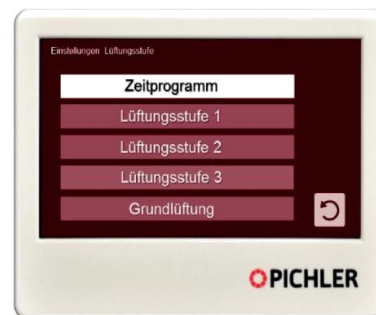 Einstellungen Lüftungsstufe
Zeitprogramm
Lüftungsstufe 1
Lüftungsstufe 2
Lüftungsstufe 3
Grundlüftung
PICHLER